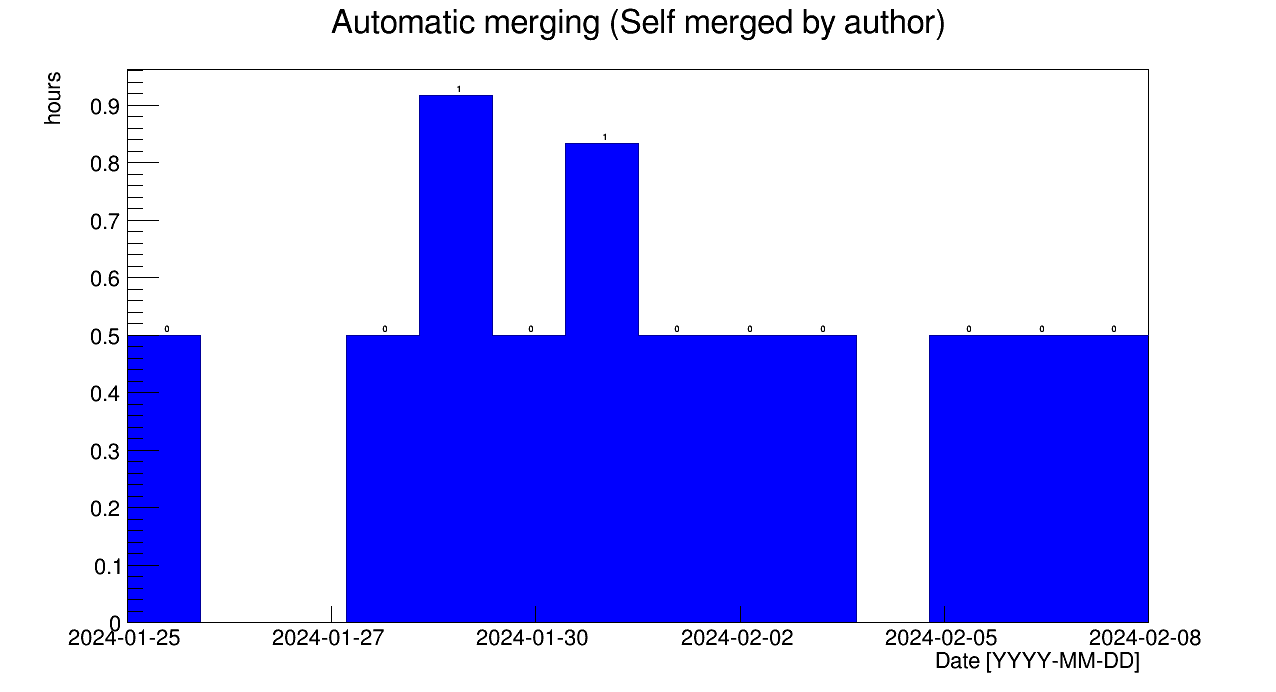 Automatic merging (Self merged by author)
hours
0.9
0.8
0.7
0.6
0.5
0.4
0.3
0.2
0.1
0
0 0 1 0 1 0 0 0 0 0 0
2024-01-25 2024-01-27 2024-01-30 2024-02-02 2024-02-05 2024-02-08
Date [YYYY-MM-DD]